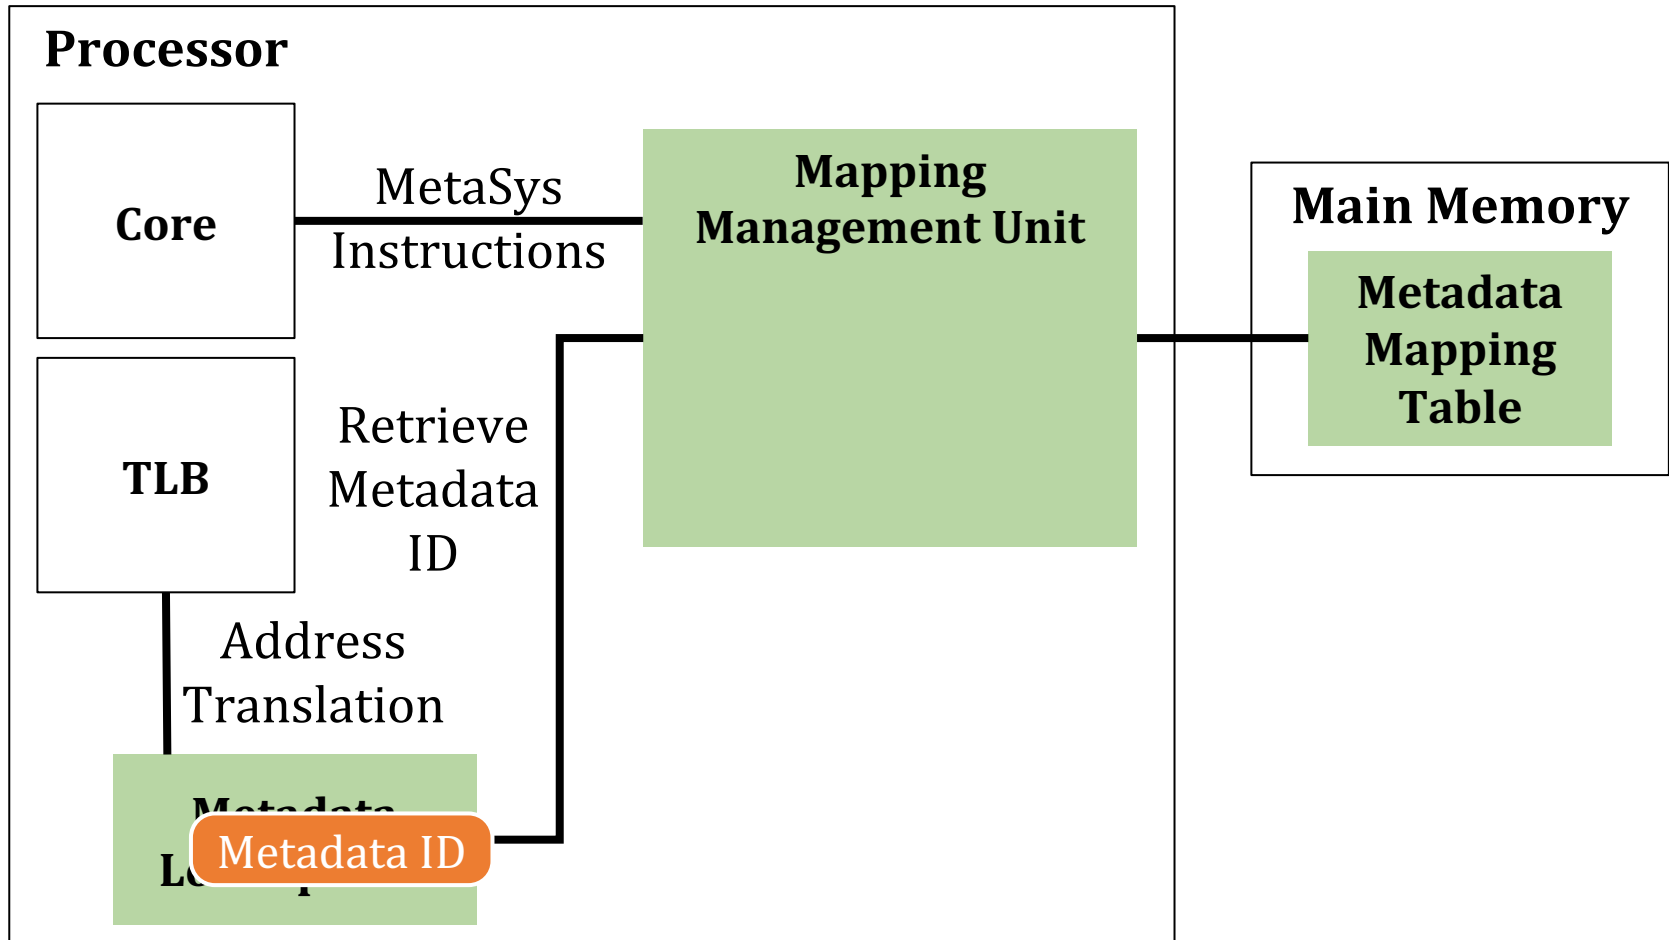 Processor
Core
MetaSys
Instructions
Mapping
Management Unit
Main Memory
Metadata
Mapping
Table
TLB
Retrieve
Metadata
ID
Address
Translation
Metadata
Metadata ID